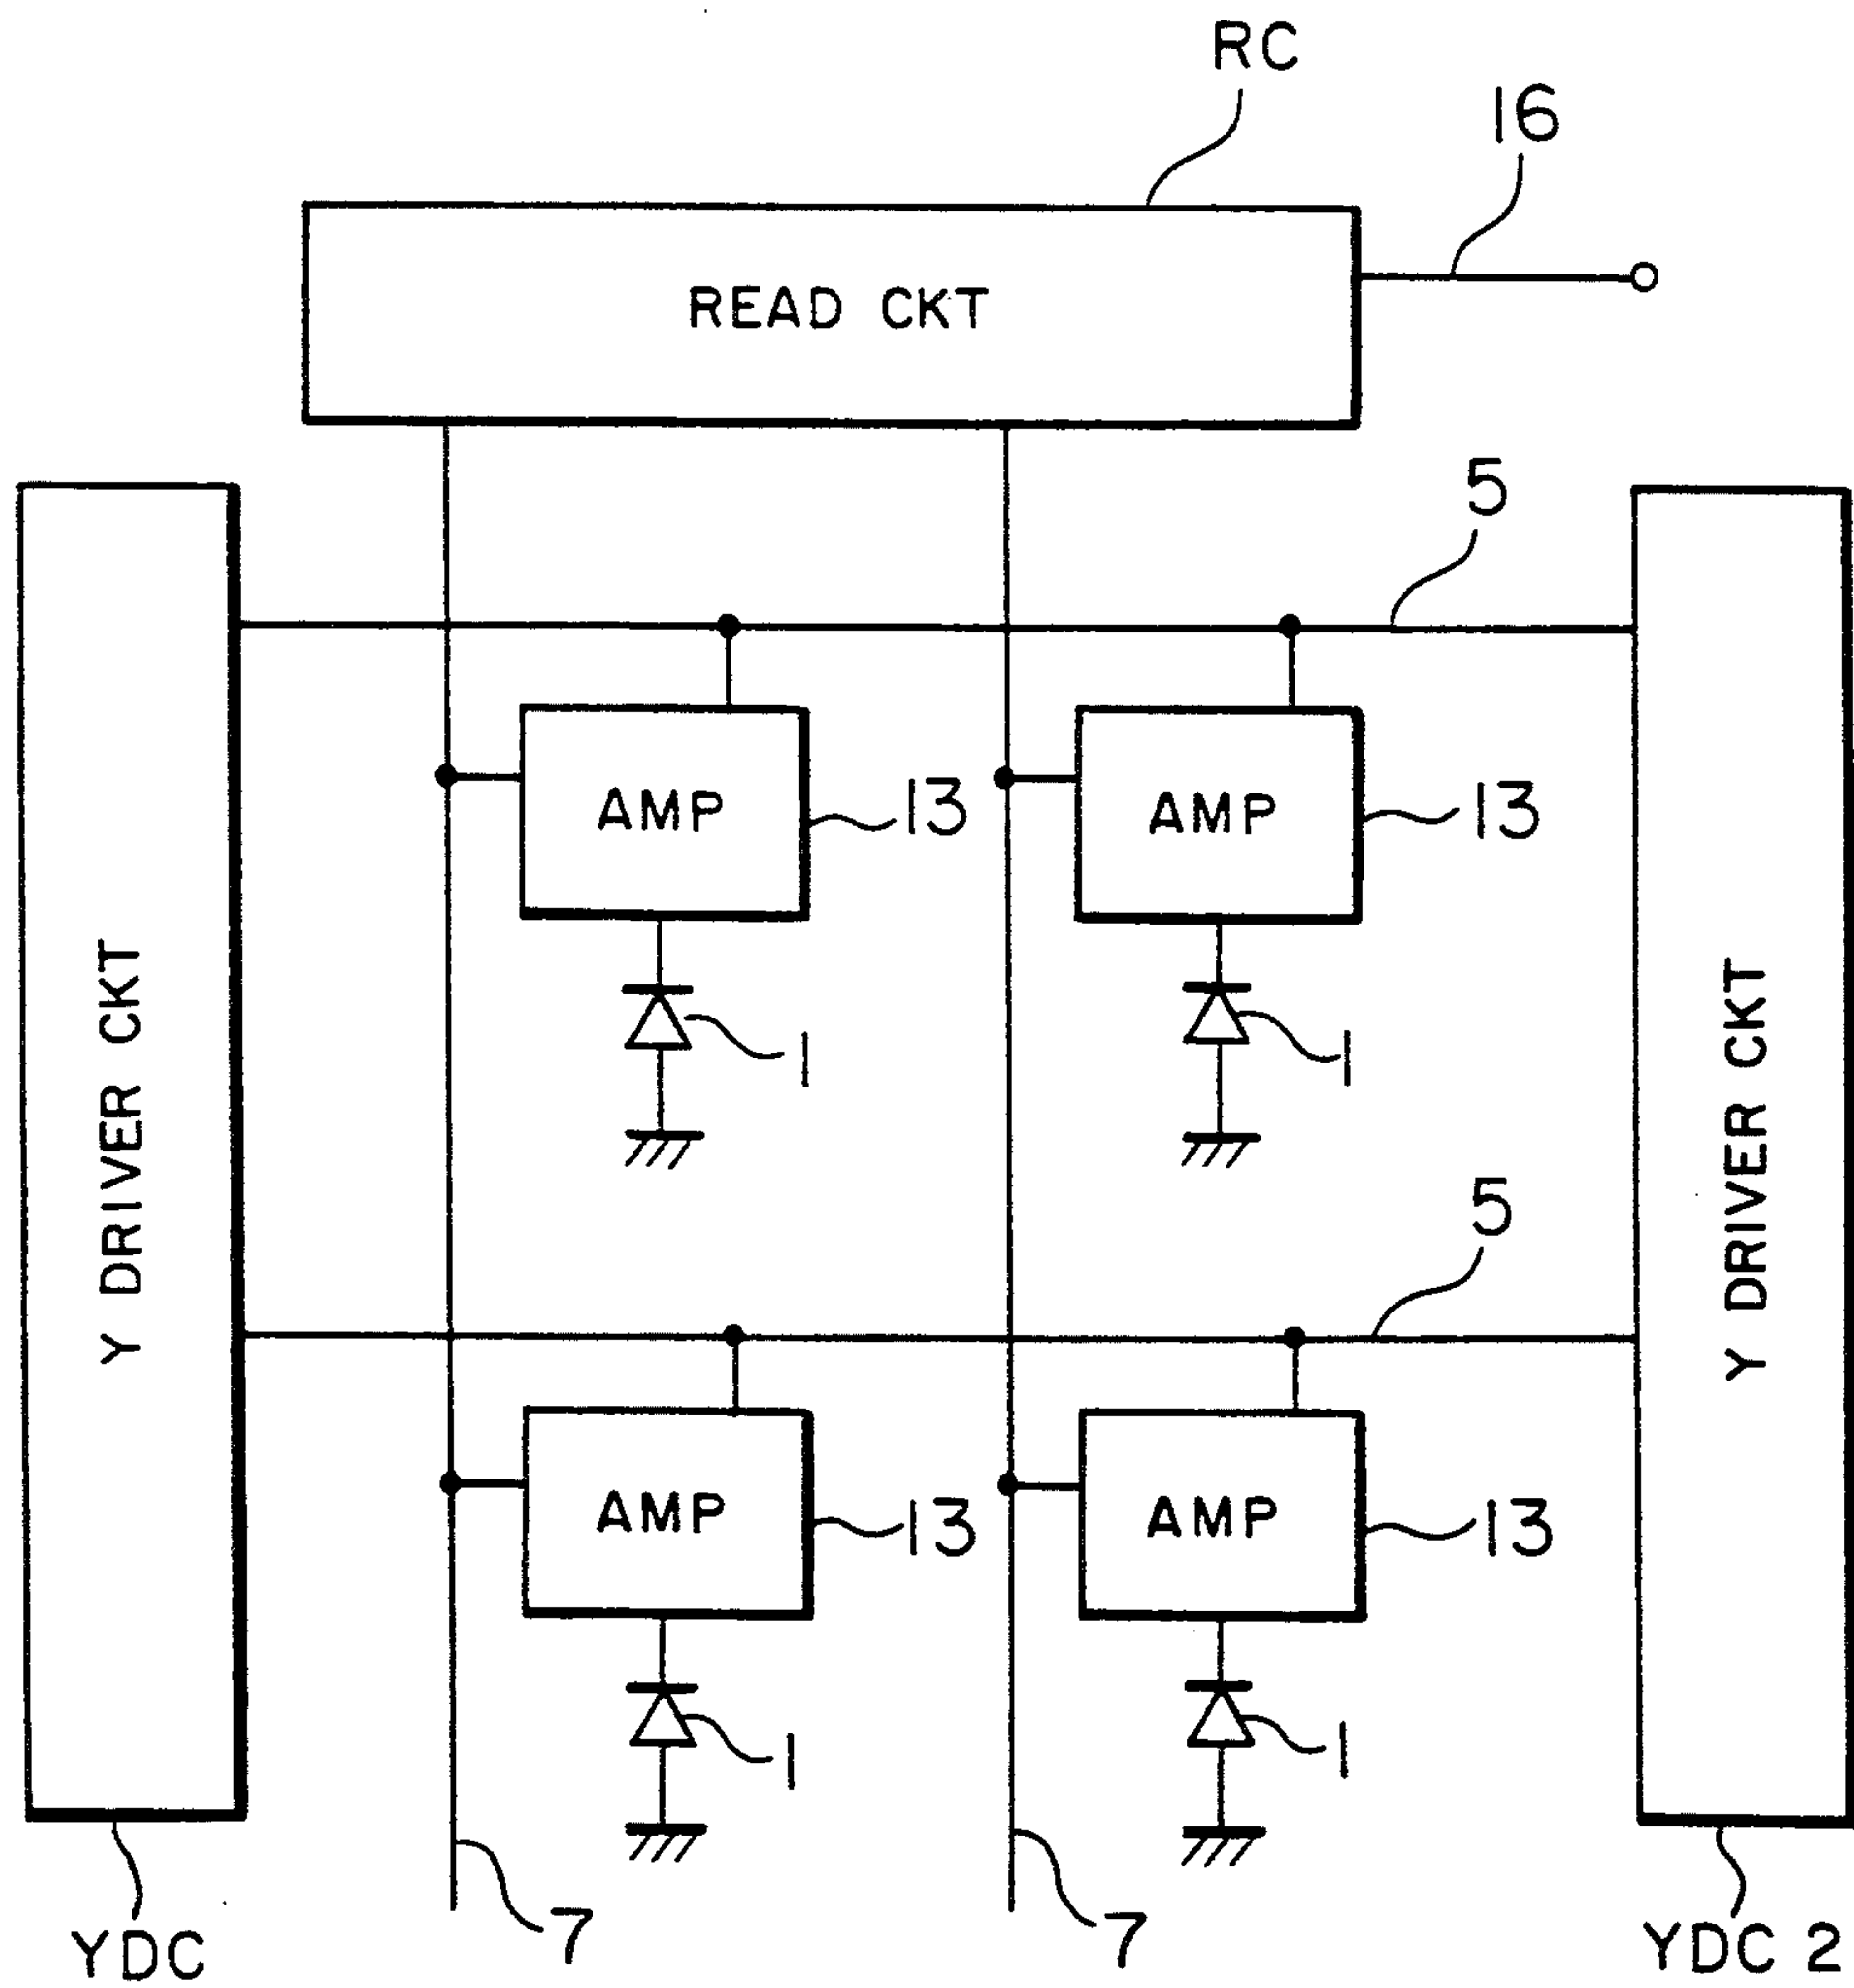 RC
16
READ CKT
5
AMP
13
AMP
13
Y DRIVER CKT
Y DRIVER CKT
1
1
5
AMP
13
AMP
13
1
1
7
7
YDC
YDC 2